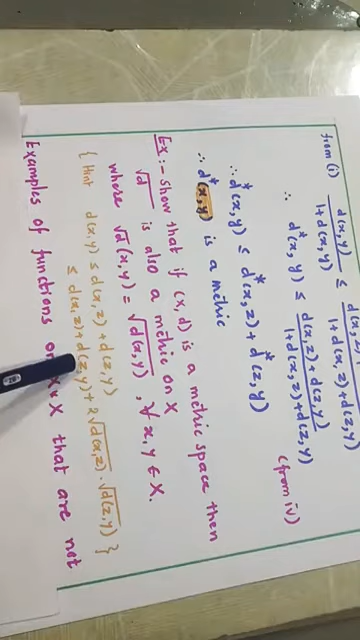 from (i) d(x,y)/1+d(x,y) ≤ 1+d(x,z)+d(z,y)
∴ d*(x,y) ≤ d(x,z)+d(z,y)/1+d(x,z)+d(z,y) (from iv)
∴ d*(x,y) ≤ d*(x,z) + d*(z,y)
∴ d*(x,y) is a metric
Ex:- show that if (x,d) is a metric space then
√d is also a metric on X
where √d (x,y) = √d(x,y), ∀ x,y ∈ X.
{Hint d(x,y) ≤ d(x,z) + d(z,y)
≤ d(x,z)+d(z,y)+2√d(x,z)·√d(z,y)}
Examples of functions on X that are not